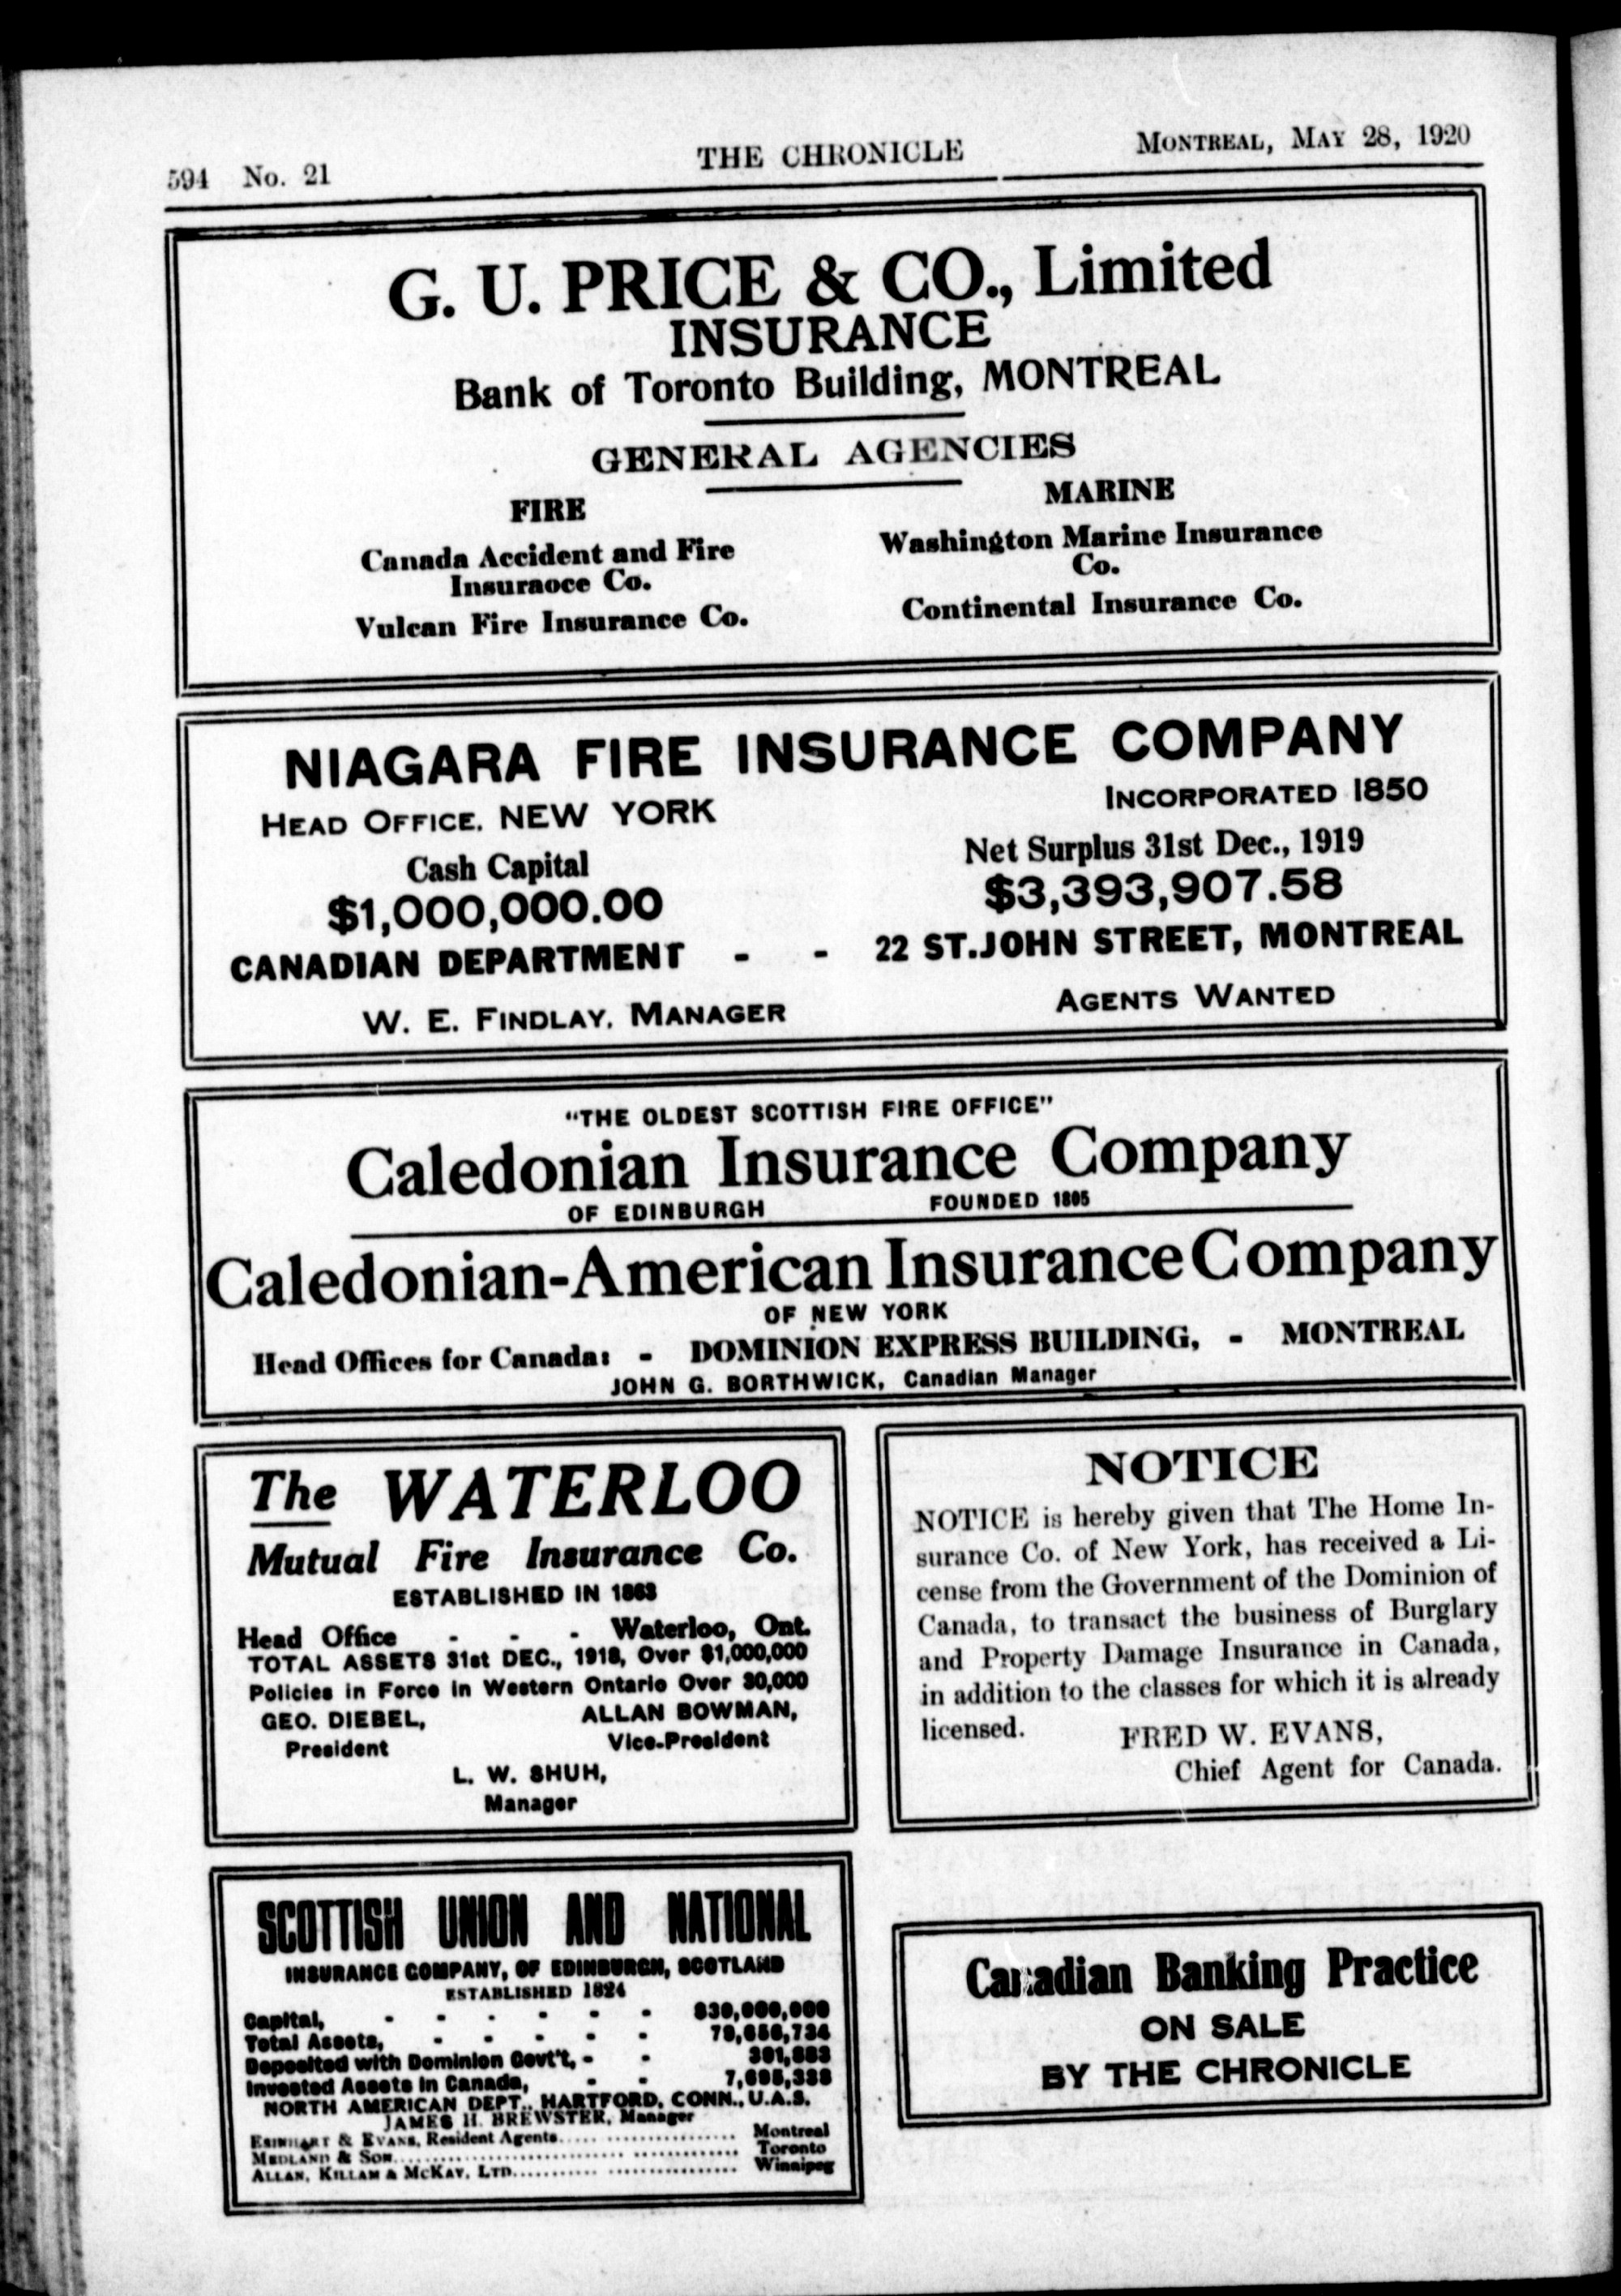 594 No. 21
THE CHRONICLE
MONTREAL, MAY 28, 1920
G. U. PRICE & CO., Limited
INSURANCE
Bank of Toronto Building, MONTREAL
GENERAL AGENCIES
FIRE
Canada Accident and Fire
Insuraoce Co.
Vulcan Fire Insurance Co.
MARINE
Washington Marine Insurance
Co.
Continental Insurance Co.
NIAGARA FIRE INSURANCE COMPANY
HEAD OFFICE, NEW YORK
INCORPORATED 1850
Cash Capital
$1,000,000.00
Net Surplus 31st Dec., 1919
$3,393,907.58
CANADIAN DEPARTMENT - - 22 ST. JOHN STREET, MONTREAL
W. E. FINDLAY, MANAGER
AGENTS WANTED
"THE OLDEST SCOTTISH FIRE OFFICE"
Caledonian Insurance Company
OF EDINBURGH FOUNDED 1805
Caledonian-American Insurance Company
OF NEW YORK
Head Offices for Canada: - DOMINION EXPRESS BUILDING, - MONTREAL
JOHN G. BORTHWICK, Canadian Manager
The WATERLOO
Mutual Fire Insurance Co.
ESTABLISHED IN 1863
Head Office - - - Waterloo, Ont.
TOTAL ASSETS 31st DEC., 1918, Over $1,000,000
Policies in Force in Western Ontario Over 30,000
GEO. DIEBEL, ALLAN BOWMAN,
President Vice-President
L. W. SHUH,
Manager
NOTICE
NOTICE is hereby given that The Home In-
surance Co. of New York, has received a Li-
cense from the Government of the Dominion of
Canada, to transact the business of Burglary
and Property Damage Insurance in Canada,
in addition to the classes for which it is already
licensed. FRED W. EVANS,
Chief Agent for Canada.
SCOTTISH UNION AND NATIONAL
INSURANCE COMPANY, OF EDINBURGH, SCOTLAND
ESTABLISHED 1824
Capital, - - - - - - $30,000,000
Total Assets, - - - - -
Deposited with Dominion Govt't, - -
Invested Assets in Canada, - -
NORTH AMERICAN DEPT., HARTFORD, CONN., U.A.S.
JAMES H. BREWSTER, Manager
& EVANS, Resident Agents..... Montreal
MEDLAND & SON..... Toronto
ALLAN, KILLAM & McKAY, LTD..... Winnipeg
Canadian Banking Practice
ON SALE
BY THE CHRONICLE